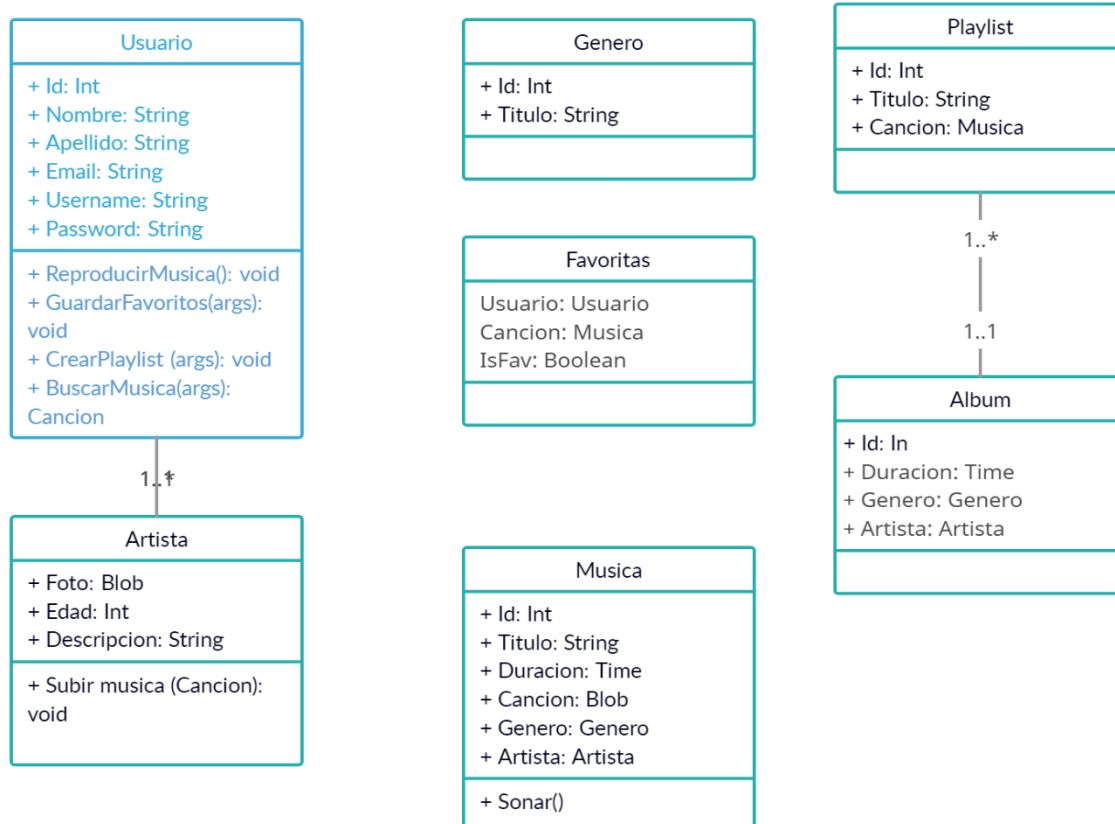 Usuario
+ Id: Int
+ Nombre: String
+ Apellido: String
+ Email: String
+ Username: String
+ Password: String
+ ReproducirMusica(): void
+ GuardarFavoritos(args):
void
+ CrearPlaylist (args): void
+ BuscarMusica(args):
Cancion
Artista
+ Foto: Blob
+ Edad: Int
+ Descripcion: String
+ Subir musica (Cancion):
void
Genero
+ Id: Int
+ Titulo: String
Favoritas
Usuario: Usuario
Cancion: Musica
IsFav: Boolean
Musica
+ Id: Int
+ Titulo: String
+ Duracion: Time
+ Cancion: Blob
+ Genero: Genero
+ Artista: Artista
+ Sonar()
Playlist
+ Id: Int
+ Titulo: String
+ Cancion: Musica
1..*
1..1
Album
+ Id: In
+ Duracion: Time
+ Genero: Genero
+ Artista: Artista